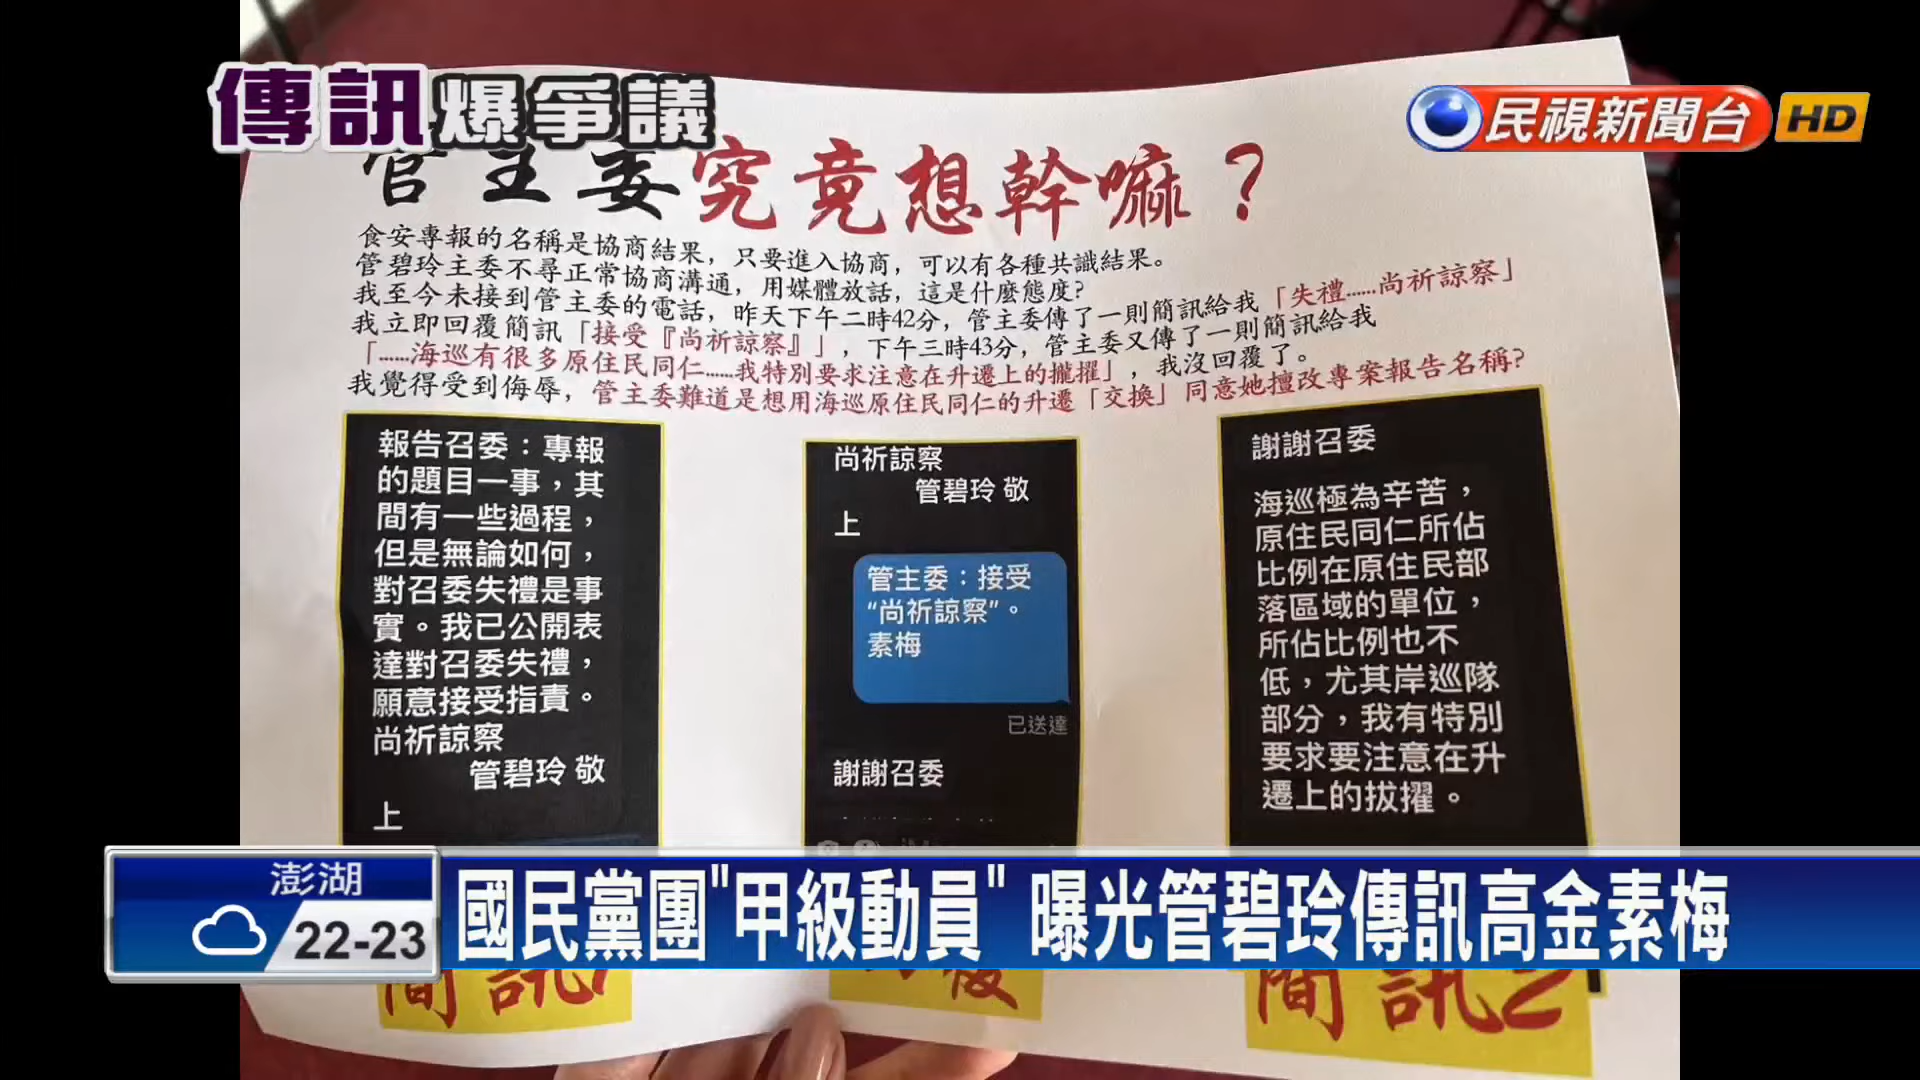 傳訊爆爭議
民視新聞台 HD
管主委究竟想幹嘛？
食安專報的名稱是協商結果，只要進入協商，可以有各種共識結果。
管碧玲主委不尋正常協商溝通，用媒體放話，這是什麼態度?
我至今未接到管主委的電話，昨天下午二時42分，管主委傳了一則簡訊給我「失禮……尚祈諒察」
我立即回覆簡訊「接受『尚祈諒察』」，下午三時43分，管主委又傳了一則簡訊給我
「……海巡有很多原住民同仁……我特別要求注意在升遷上的攏擢」，我沒回覆了。
我覺得受到侮辱，管主委難道是想用海巡原住民同仁的升遷「交換」同意她擅改專案報告名稱?
報告召委：專報
的題目一事，其
間有一些過程，
但是無論如何，
對召委失禮是事
實。我已公開表
達對召委失禮，
願意接受指責。
尚祈諒察
管碧玲 敬
上
尚祈諒察
管碧玲 敬
上
管主委：接受
“尚祈諒察”。
素梅
已送達
謝謝召委
謝謝召委
海巡極為辛苦，
原住民同仁所佔
比例在原住民部
落區域的單位，
所佔比例也不
低，尤其岸巡隊
部分，我有特別
要求要注意在升
遷上的拔擢。
澎湖
22-23
國民黨團"甲級動員" 曝光管碧玲傳訊高金素梅
簡訊1
簡訊2